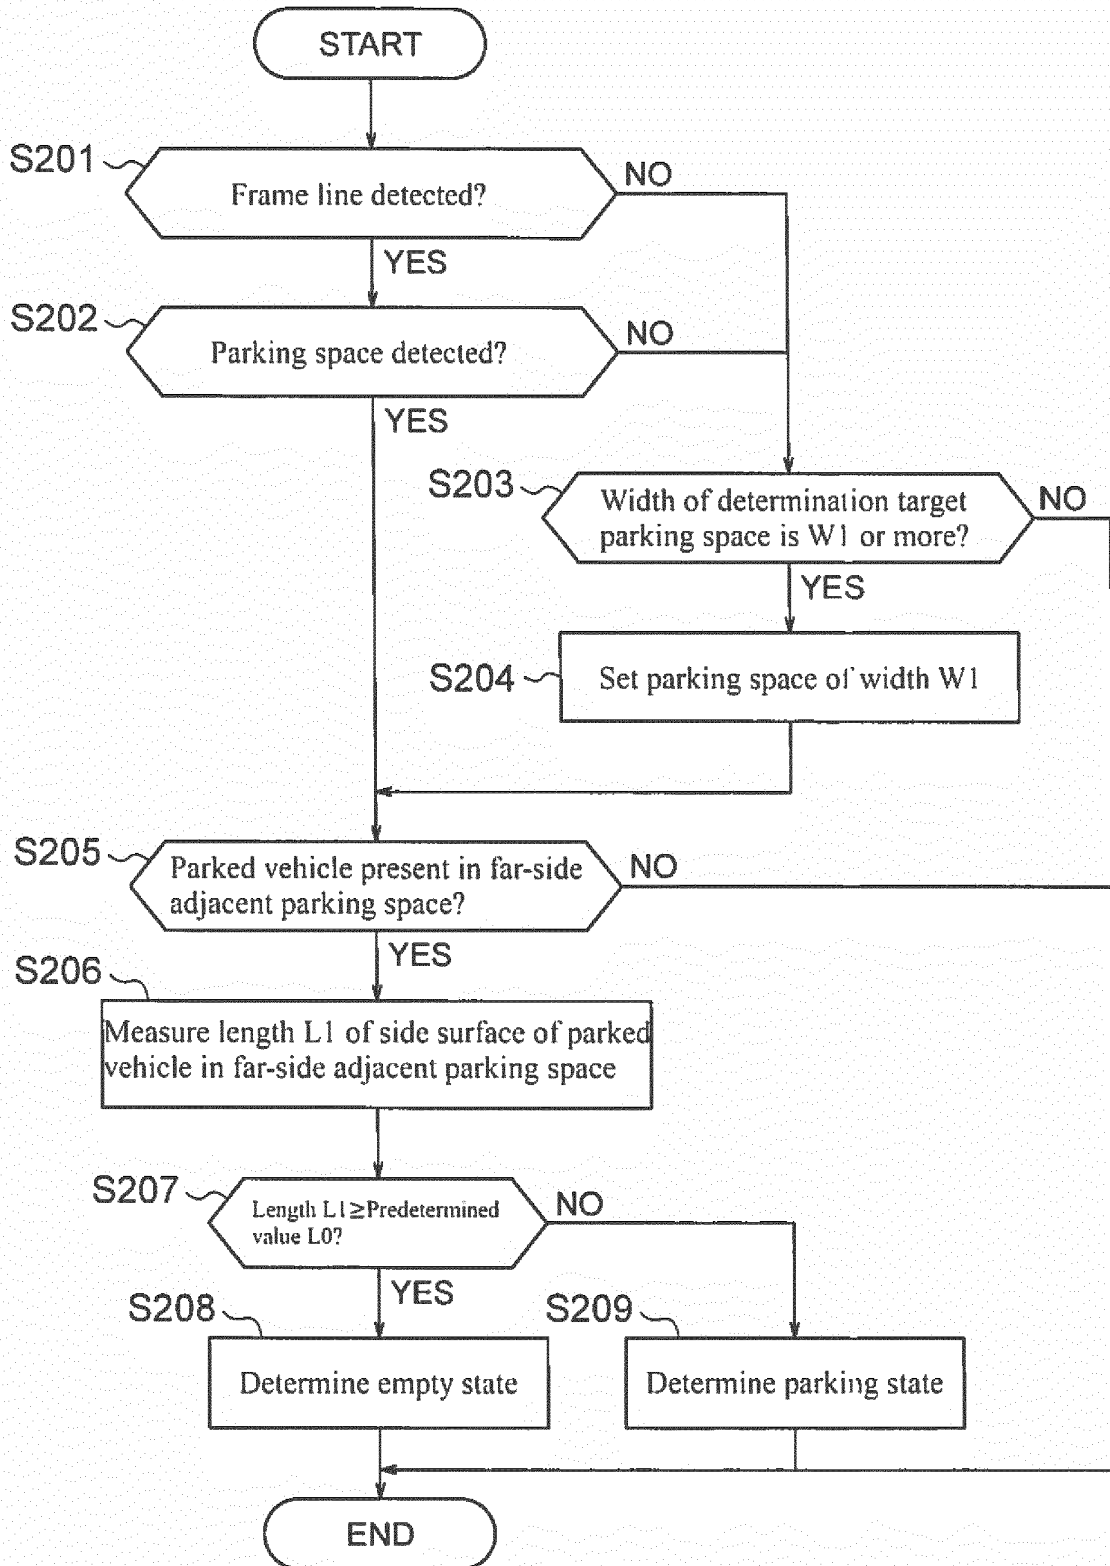 START
S201
Frame line detected?
NO
YES
S202
Parking space detected?
NO
YES
S203
Width of determination target
parking space is W1 or more?
NO
YES
S204
Set parking space of width W1
S205
Parked vehicle present in far-side
adjacent parking space?
NO
YES
S206
Measure length L1 of side surface of parked
vehicle in far-side adjacent parking space
S207
Length L1≥Predetermined
value L0?
NO
YES
S208
Determine empty state
S209
Determine parking state
END